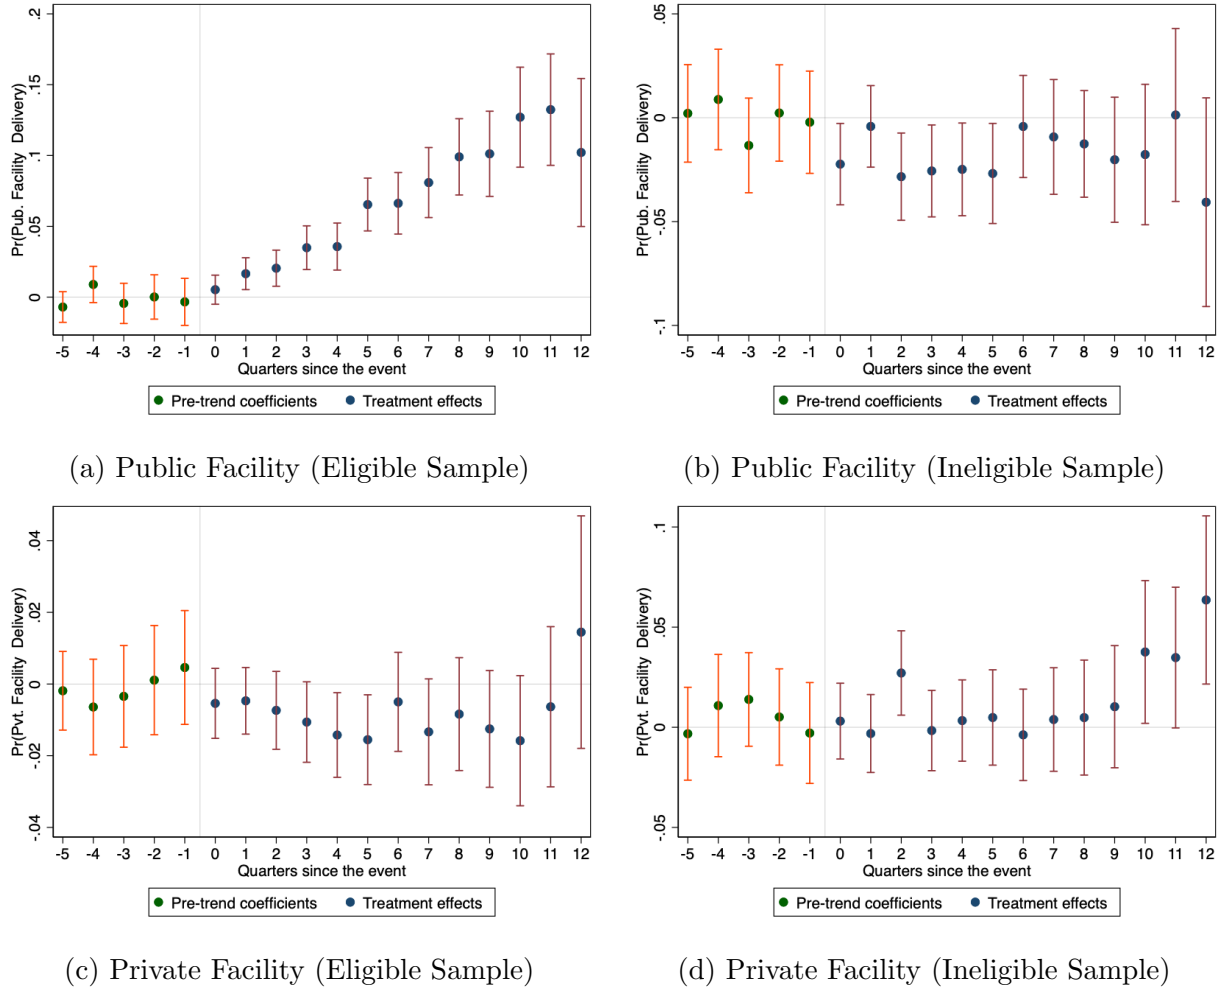 Pr(Pub. Facility Delivery)
.2
.15
.1
.05
0
-5 -4 -3 -2 -1 0 1 2 3 4 5 6 7 8 9 10 11 12
Quarters since the event
Pre-trend coefficients Treatment effects
(a) Public Facility (Eligible Sample)
Pr(Pub. Facility Delivery)
.05
0
-.05
-.1
-5 -4 -3 -2 -1 0 1 2 3 4 5 6 7 8 9 10 11 12
Quarters since the event
Pre-trend coefficients Treatment effects
(b) Public Facility (Ineligible Sample)
Pr(Pvt. Facility Delivery)
.04
.02
0
-.02
-.04
-5 -4 -3 -2 -1 0 1 2 3 4 5 6 7 8 9 10 11 12
Quarters since the event
Pre-trend coefficients Treatment effects
(c) Private Facility (Eligible Sample)
Pr(Pvt. Facility Delivery)
.1
.05
0
-.05
-5 -4 -3 -2 -1 0 1 2 3 4 5 6 7 8 9 10 11 12
Quarters since the event
Pre-trend coefficients Treatment effects
(d) Private Facility (Ineligible Sample)